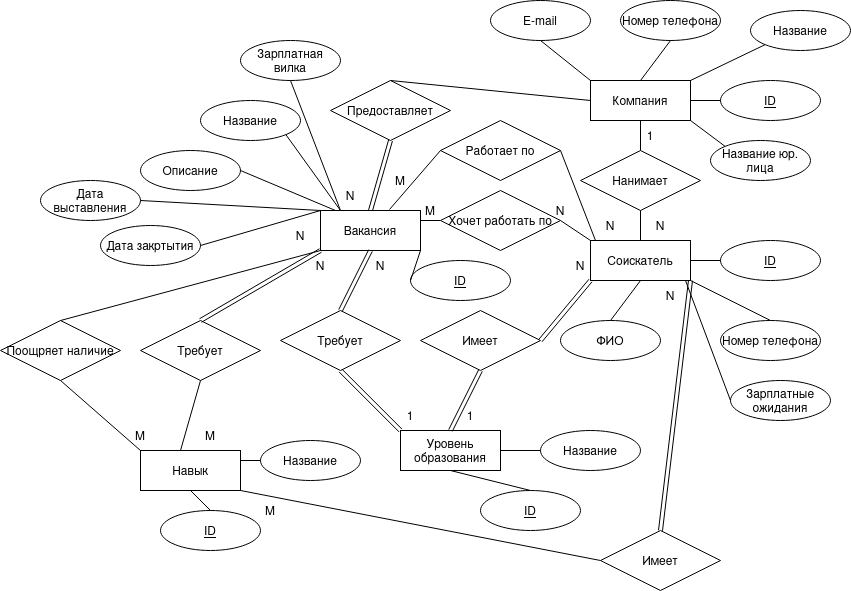 E-mail
Номер телефона
Название
Зарплатная
вилка
Название
Предоставляет
Компания
ID
1
Название юр.
лица
Описание
Работает по
Нанимает
M
Дата
выставления
N
M
Хочет работать по
N
N
N
Дата закртытия
N
Вакансия
Соискатель
ID
N
N
N
ID
N
Поощряет наличие
Требует
Требует
Имеет
ФИО
Номер телефона
Зарплатные
ожидания
1
1
M
M
Навык
Название
Уровень
образования
Название
ID
M
ID
Имеет